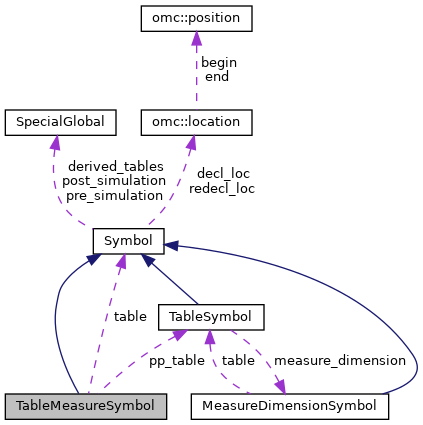 omc::position
begin
end
SpecialGlobal
omc::location
derived_tables
post_simulation
pre_simulation
decl_loc
redecl_loc
Symbol
table
TableSymbol
pp_table
table
measure_dimension
TableMeasureSymbol
MeasureDimensionSymbol